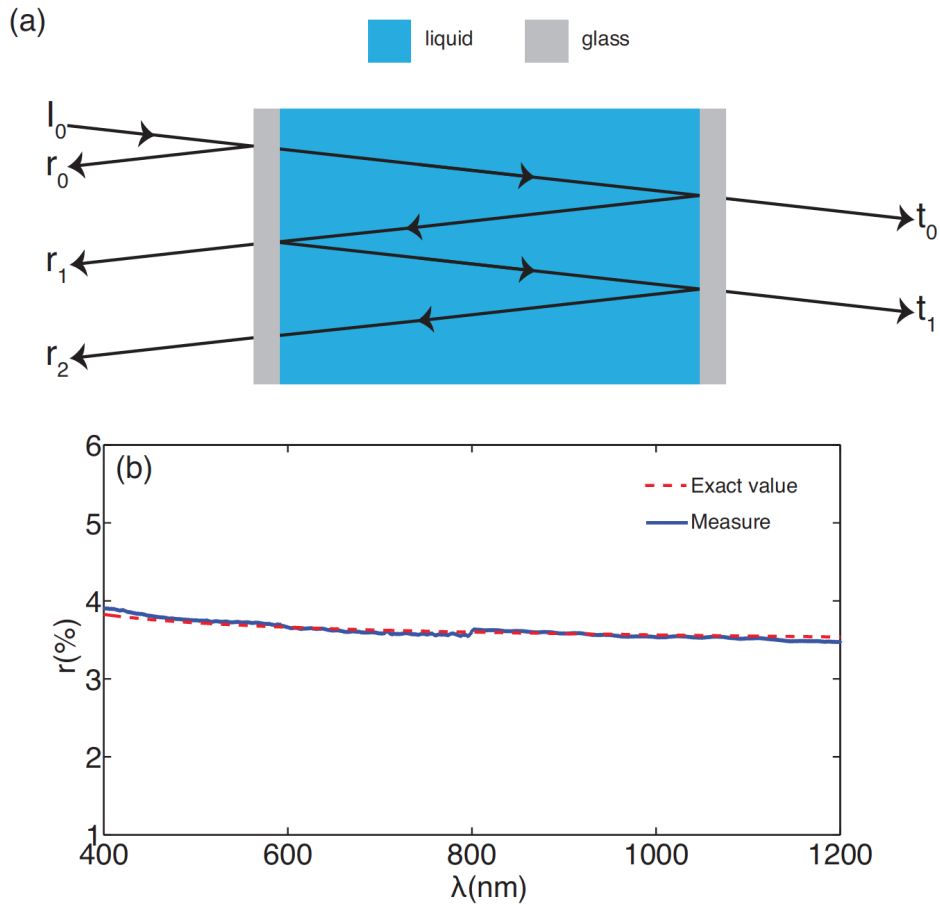 (a)
liquid glass
I0
r0
r1
r2
t0
t1
(b)
6
5
4
3
2
1
r(%)
Exact value
Measure
400 600 800 1000 1200
λ(nm)